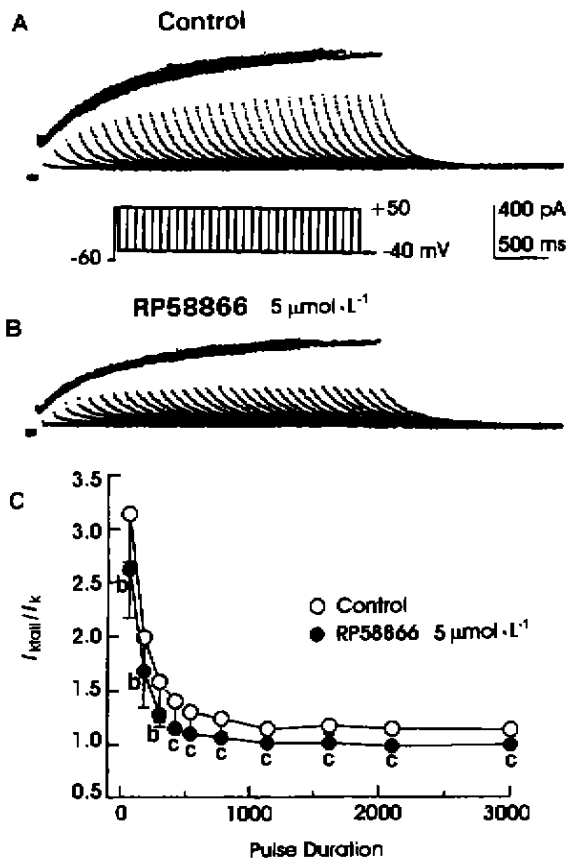 A
Control
+50
400 pA
-60
-40 mV
500 ms
RP58866 5 μmol·L-1
B
C
Iktail/Ik
3.5
3.0
2.5
2.0
1.5
1.0
0.5
b
b
b
c
c
c
c
c
c
c
Control
RP58866 5 μmol·L-1
0
1000
2000
3000
Pulse Duration